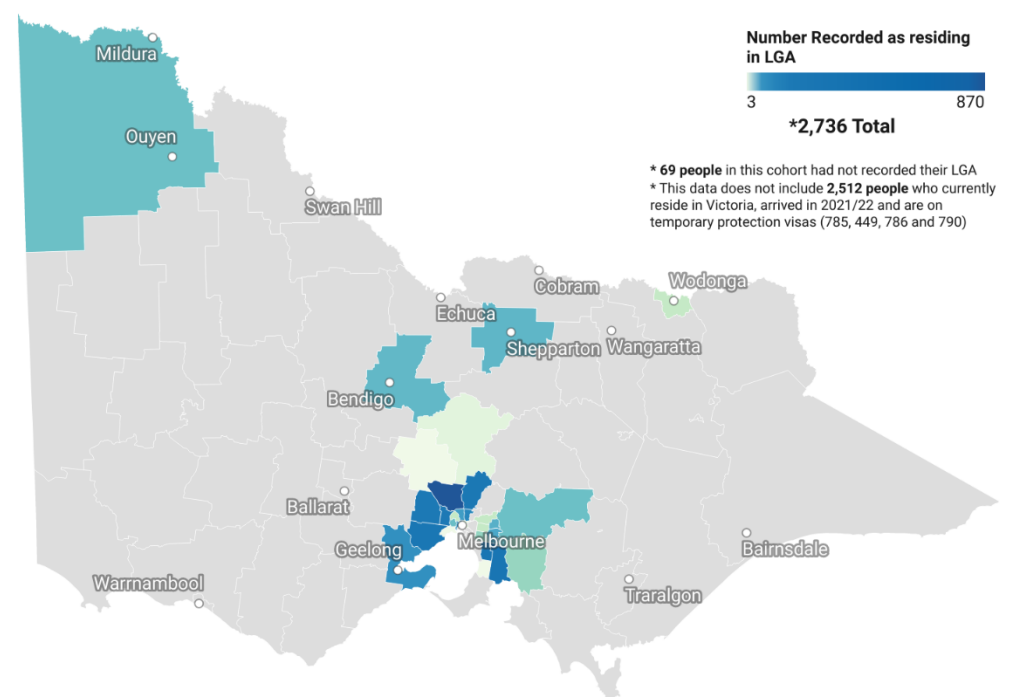 Number Recorded as residing
in LGA
3 870
*2,736 Total
* 69 people in this cohort had not recorded their LGA
* This data does not include 2,512 people who currently
reside in Victoria, arrived in 2021/22 and are on
temporary protection visas (785, 449, 786 and 790)
Mildura
Ouyen
Swan Hill
Cobram
Wodonga
Echuca
Shepparton
Wangaratta
Bendigo
Ballarat
Melbourne
Geelong
Bairnsdale
Warrnambool
Traralgon